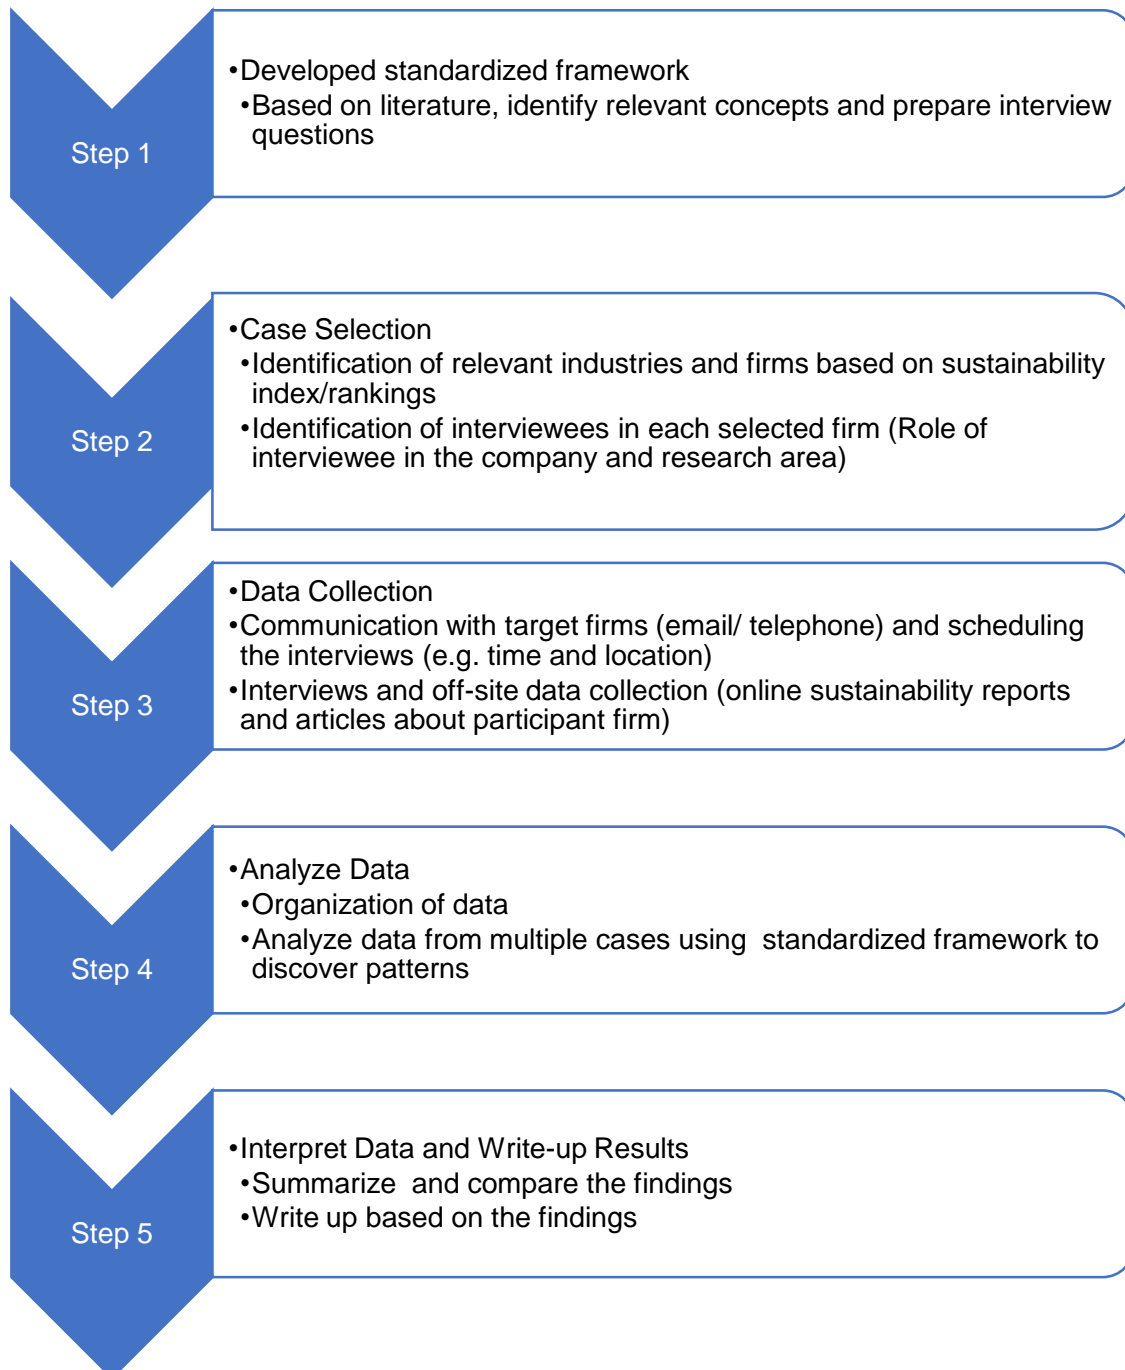 Step 1
•Developed standardized framework
•Based on literature, identify relevant concepts and prepare interview
questions
Step 2
•Case Selection
•Identification of relevant industries and firms based on sustainability
index/rankings
•Identification of interviewees in each selected firm (Role of
interviewee in the company and research area)
Step 3
•Data Collection
•Communication with target firms (email/ telephone) and scheduling
the interviews (e.g. time and location)
•Interviews and off-site data collection (online sustainability reports
and articles about participant firm)
Step 4
•Analyze Data
•Organization of data
•Analyze data from multiple cases using  standardized framework to
discover patterns
Step 5
•Interpret Data and Write-up Results
•Summarize  and compare the findings
•Write up based on the findings